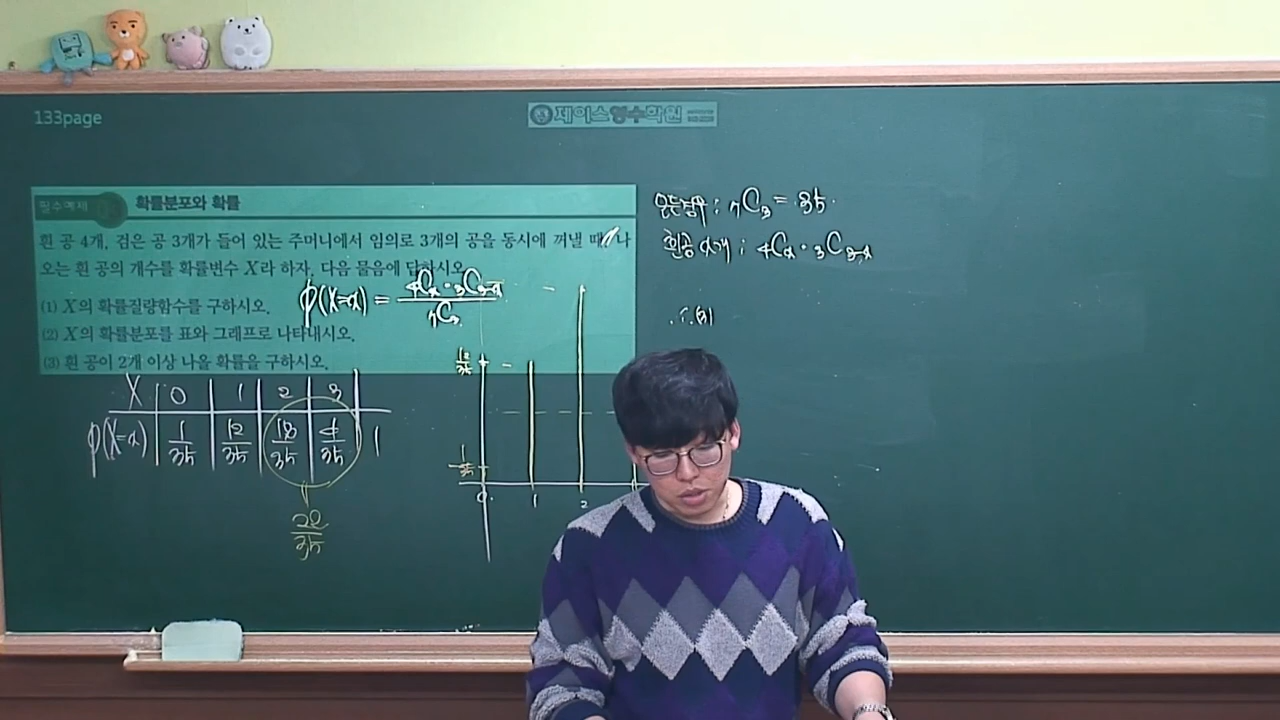 133page
제이스영수학원
필수예제 03 확률분포와 확률
흰 공 4개, 검은 공 3개가 들어 있는 주머니에서 임의로 3개의 공을 동시에 꺼낼 때, 나
오는 흰 공의 개수를 확률변수 X라 하자. 다음 물음에 답하시오.
(1) X의 확률질량함수를 구하시오.
(2) X의 확률분포를 표와 그래프로 나타내시오.
(3) 흰 공이 2개 이상 나올 확률을 구하시오.
P(X=x) = 4Cx · 3C3-x / 7C3
모든경우 : 7C3 = 35
흰공 x개 : 4Cx · 3C3-x
X 0 1 2 3
P(X=x) 1/35 12/35 18/35 4/35 1
22/35
12/35
1/35
0 1 2